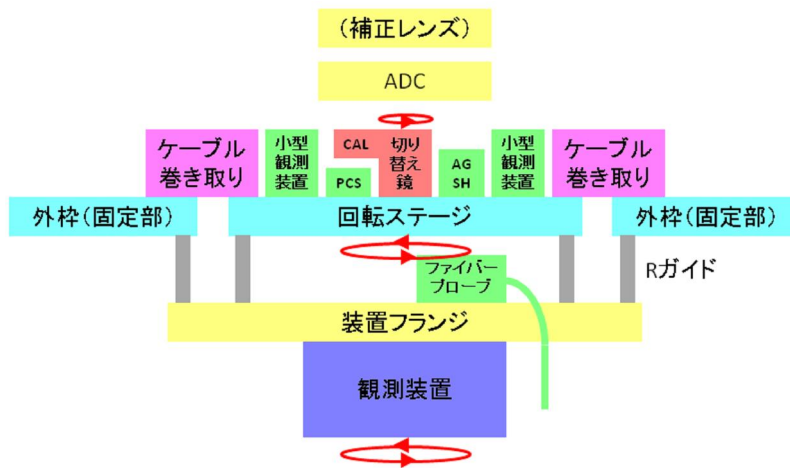 (補正レンズ)
ADC
ケーブル
巻き取り
小型
観測
装置
CAL
PCS
切り
替え
鏡
AG
SH
小型
観測
装置
ケーブル
巻き取り
外枠(固定部)
回転ステージ
外枠(固定部)
ファイバー
プローブ
Rガイド
装置フランジ
観測装置